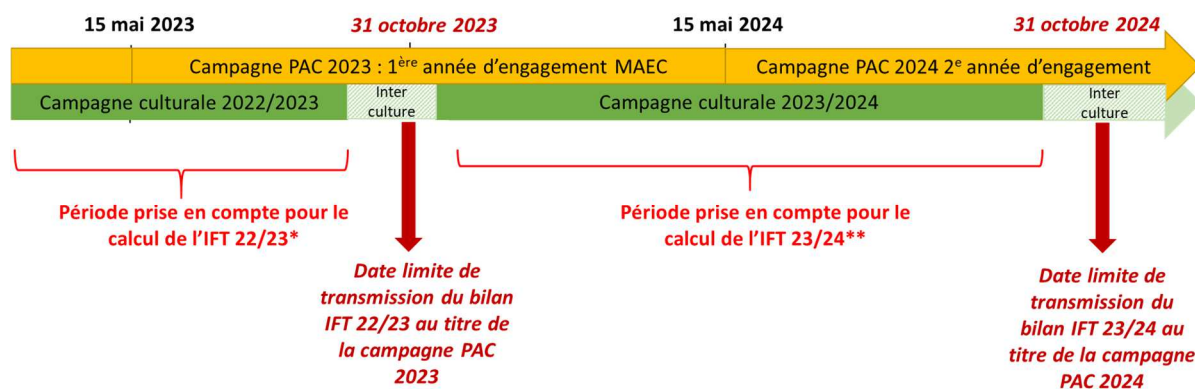 15 mai 2023
31 octobre 2023
15 mai 2024
31 octobre 2024
Campagne PAC 2023 : 1ère année d'engagement MAEC
Campagne PAC 2024 2e année d'engagement
Campagne culturale 2022/2023
Inter
culture
Campagne culturale 2023/2024
Inter
culture
Période prise en compte pour le
calcul de l'IFT 22/23*
Période prise en compte pour le
calcul de l'IFT 23/24**
Date limite de
transmission du bilan
IFT 22/23 au titre de
la campagne PAC
2023
Date limite de
transmission du
bilan IFT 23/24 au
titre de la campagne
PAC 2024